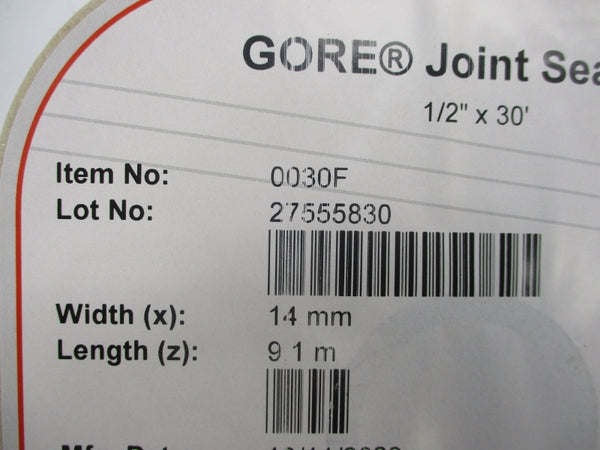 GORE® Joint Sea
1/2" x 30'
Item No: 0030F
Lot No: 27555830
Width (x): 14 mm
Length (z): 9.1 m